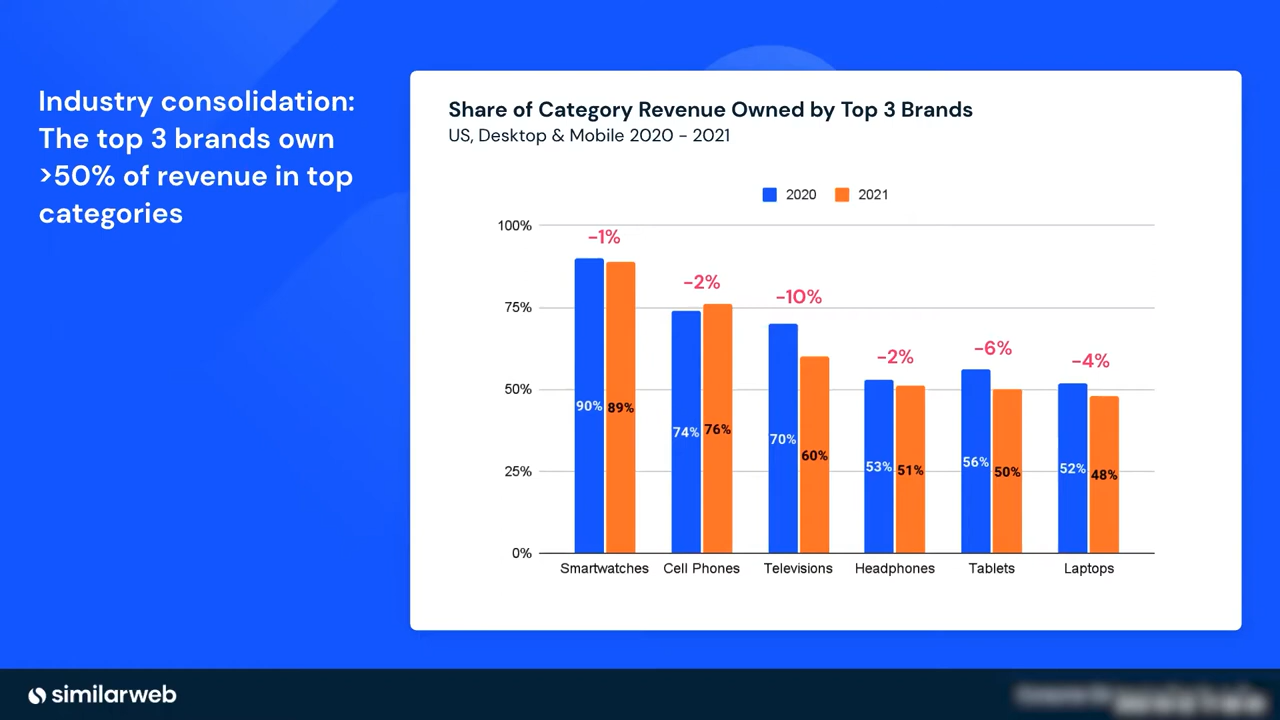 Industry consolidation:
The top 3 brands own
>50% of revenue in top
categories
Share of Category Revenue Owned by Top 3 Brands
US, Desktop & Mobile 2020 - 2021
2020 2021
100%
75%
50%
25%
0%
-1% -2% -10% -2% -6% -4%
90% 89% 74% 76% 70% 60% 53% 51% 56% 50% 52% 48%
Smartwatches Cell Phones Televisions Headphones Tablets Laptops
similarweb